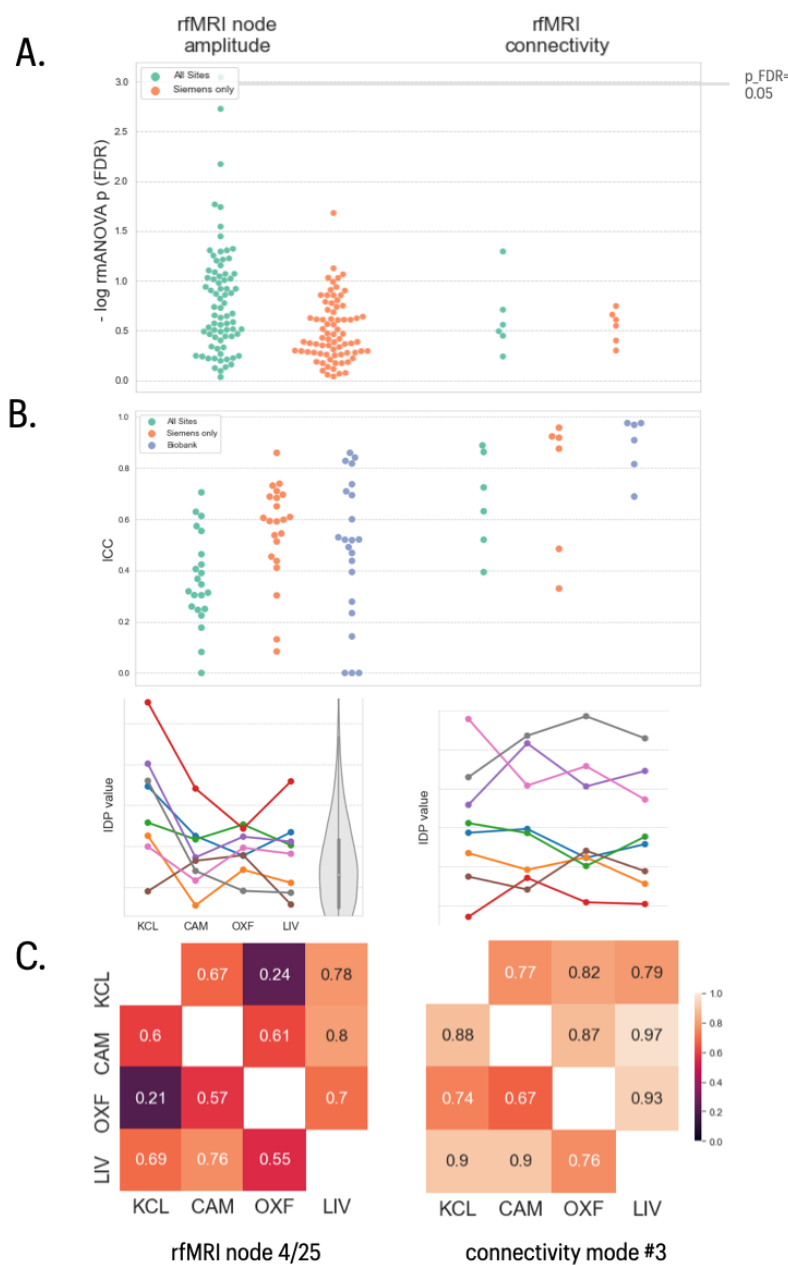 rfMRI node
amplitude
rfMRI
connectivity
A.
All Sites
Siemens only
p_FDR=
0.05
- log rmANOVA p (FDR)
3.0
2.5
2.0
1.5
1.0
0.5
0.0
B.
All Sites
Siemens only
Biobank
ICC
1.0
0.8
0.6
0.4
0.2
0.0
IDP value
KCL CAM OXF LIV
IDP value
C.
KCL 0.67 0.24 0.78
CAM 0.6 0.61 0.8
OXF 0.21 0.57 0.7
LIV 0.69 0.76 0.55
KCL CAM OXF LIV
rfMRI node 4/25
0.77 0.82 0.79
0.88 0.87 0.97
0.74 0.67 0.93
0.9 0.9 0.76
KCL CAM OXF LIV
connectivity mode #3
1.0
0.8
0.6
0.4
0.2
0.0